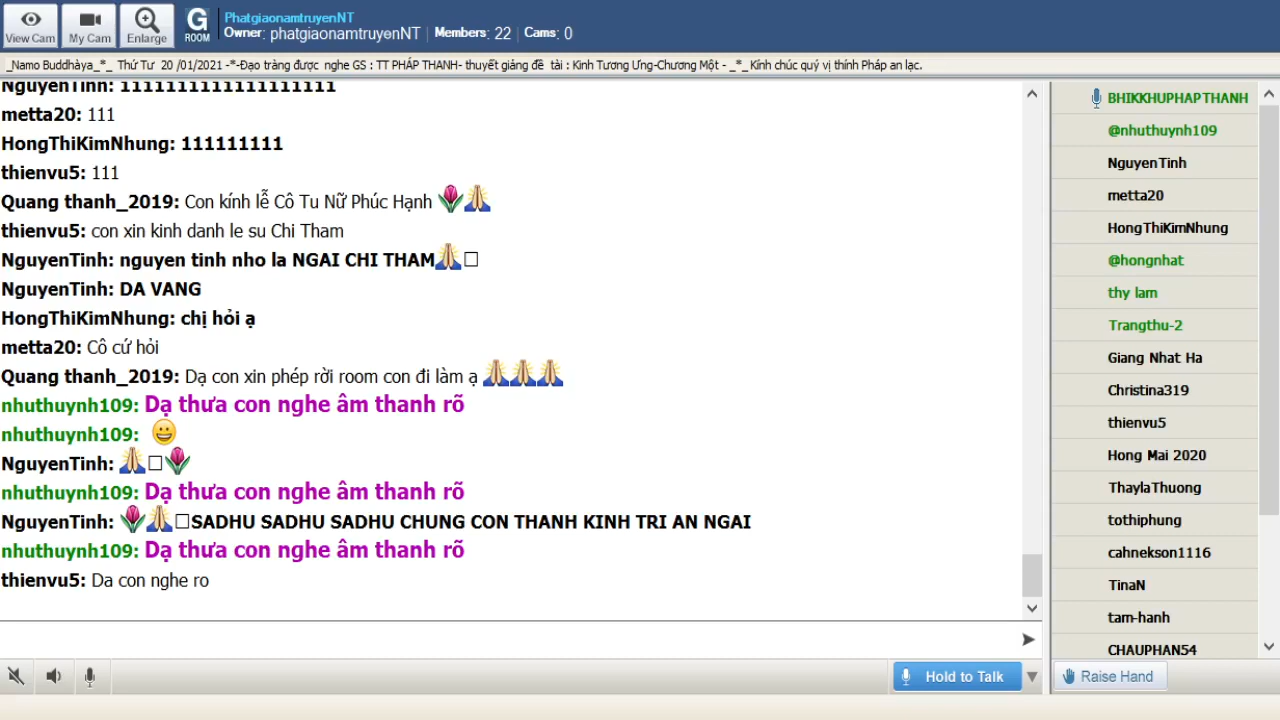 View Cam
My Cam
Enlarge
G
ROOM
PhatgiaonamtruyenNT
Owner: phatgiaonamtruyenNT | Members: 22 | Cams: 0
_Namo Buddhàya_*_ Thứ Tư 20 /01/2021 -*-Đạo tràng được nghe GS : TT PHÁP THANH- thuyết giảng đề tài : Kinh Tương Ưng-Chương Một - _*_Kính chúc quý vị thính Pháp an lạc.
NguyenTinh: 1111111111111111111
metta20: 111
HongThiKimNhung: 111111111
thienvu5: 111
Quang thanh_2019: Con kính lễ Cô Tu Nữ Phúc Hạnh 🌷🙏
thienvu5: con xin kinh danh le su Chi Tham
NguyenTinh: nguyen tinh nho la NGAI CHI THAM🙏□
NguyenTinh: DA VANG
HongThiKimNhung: chị hỏi ạ
metta20: Cô cứ hỏi
Quang thanh_2019: Dạ con xin phép rời room con đi làm ạ 🙏🙏🙏
nhuthuynh109: Dạ thưa con nghe âm thanh rõ
nhuthuynh109: 😀
NguyenTinh: 🙏□🌷
nhuthuynh109: Dạ thưa con nghe âm thanh rõ
NguyenTinh: 🌷🙏□SADHU SADHU SADHU CHUNG CON THANH KINH TRI AN NGAI
nhuthuynh109: Dạ thưa con nghe âm thanh rõ
thienvu5: Da con nghe ro
BHIKKHUPHAPTHANH
@nhuthuynh109
NguyenTinh
metta20
HongThiKimNhung
@hongnhat
thy lam
Trangthu-2
Giang Nhat Ha
Christina319
thienvu5
Hong Mai 2020
ThaylaThuong
tothiphung
cahnekson1116
TinaN
tam-hanh
CHAUPHAN54
Hold to Talk
Raise Hand